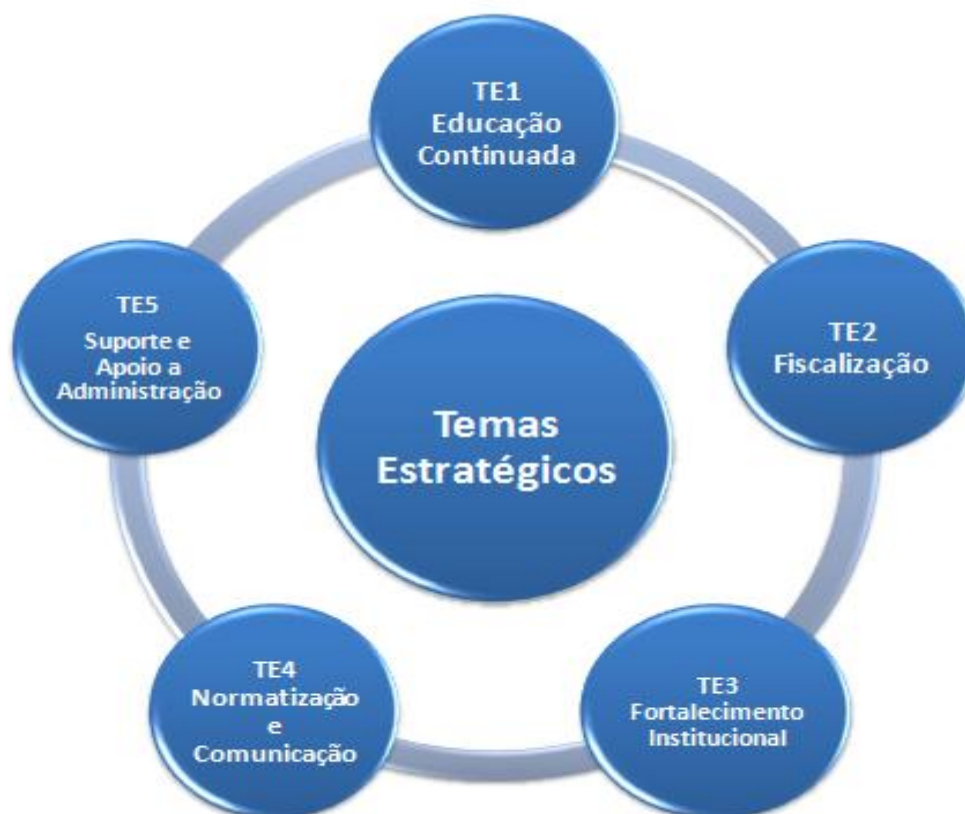 TE1
Educação
Continuada
TE2
Fiscalização
TE3
Fortalecimento
Institucional
TE4
Normatização
e
Comunicação
TE5
Suporte e
Apoio a
Administração
Temas
Estratégicos